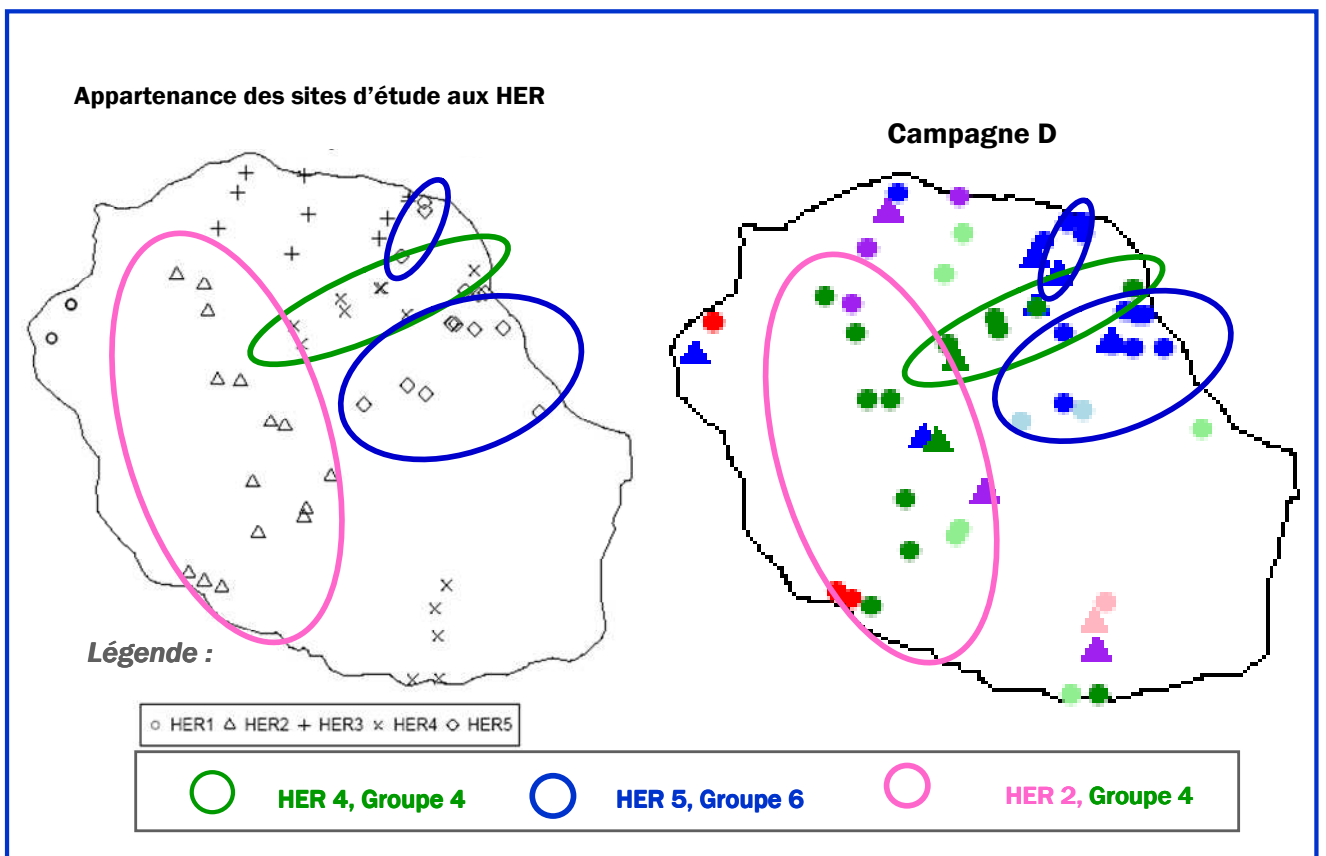 Appartenance des sites d'étude aux HER
Campagne D
Légende :
HER1 HER2 HER3 HER4 HER5
HER 4, Groupe 4 HER 5, Groupe 6 HER 2, Groupe 4